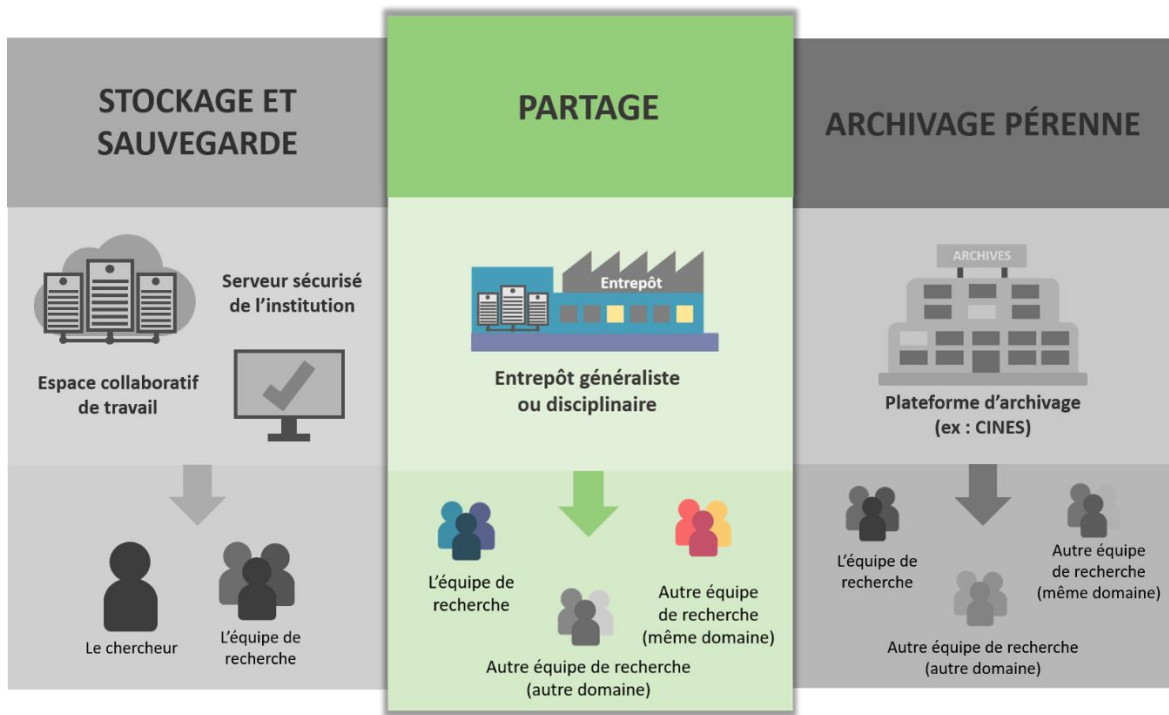 STOCKAGE ET
SAUVEGARDE
Serveur sécurisé
de l'institution
Espace collaboratif
de travail
Le chercheur
L'équipe de
recherche
PARTAGE
Entrepôt
Entrepôt généraliste
ou disciplinaire
L'équipe de
recherche
Autre équipe
de recherche
(même domaine)
Autre équipe de recherche
(autre domaine)
ARCHIVAGE PÉRENNE
ARCHIVES
Plateforme d'archivage
(ex : CINES)
L'équipe de
recherche
Autre équipe
de recherche
(même domaine)
Autre équipe de recherche
(autre domaine)